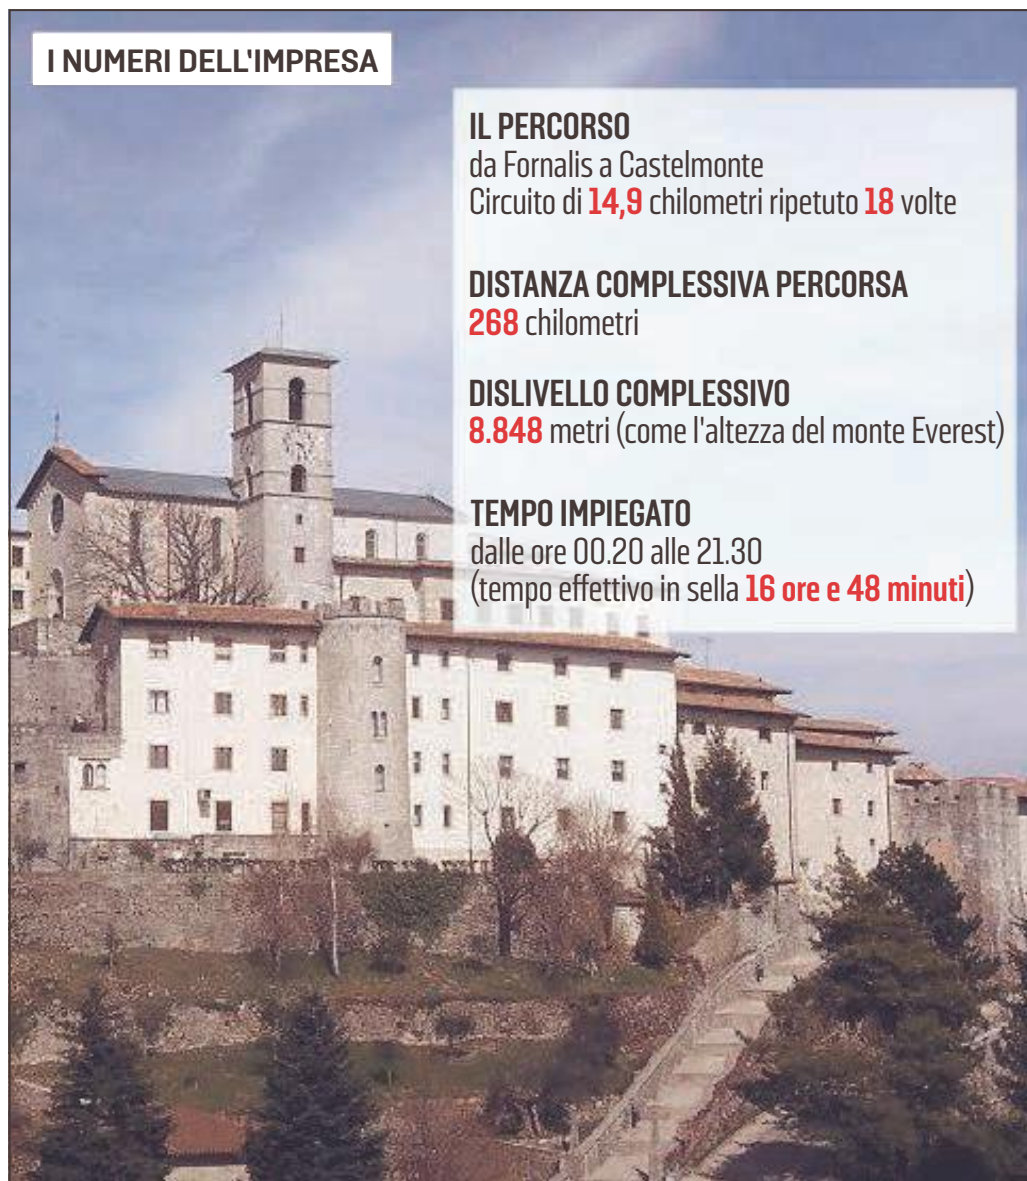 I NUMERI DELL'IMPRESA
IL PERCORSO
da Fornalis a Castelmonte
Circuito di 14,9 chilometri ripetuto 18 volte
DISTANZA COMPLESSIVA PERCORSA
268 chilometri
DISLIVELLO COMPLESSIVO
8.848 metri (come l'altezza del monte Everest)
TEMPO IMPIEGATO
dalle ore 00.20 alle 21.30
(tempo effettivo in sella 16 ore e 48 minuti)